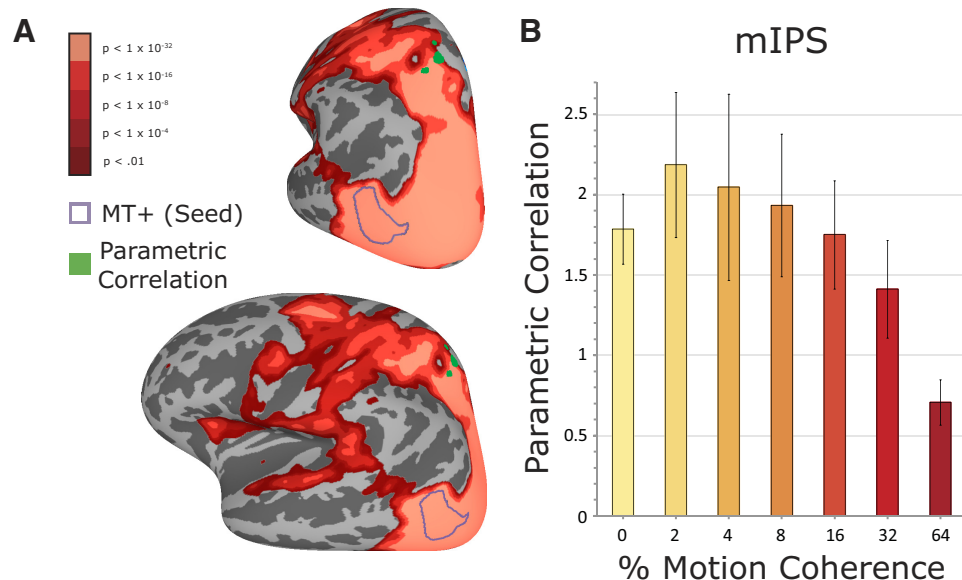 A
p < 1 x 10-32
p < 1 x 10-16
p < 1 x 10-8
p < 1 x 10-4
p < .01
MT+ (Seed)
Parametric
Correlation
B
mIPS
Parametric Correlation
2.5
2
1.5
1
0.5
0
0 2 4 8 16 32 64
% Motion Coherence